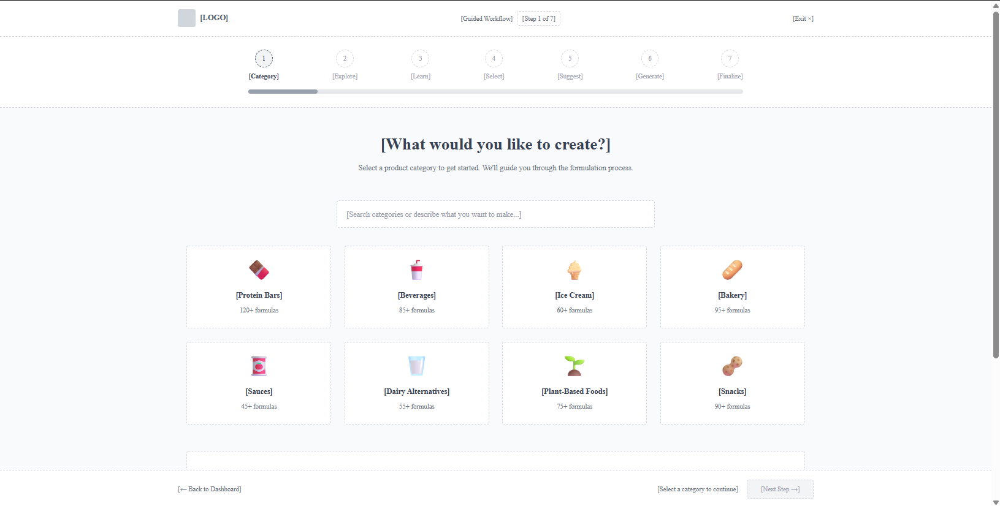 [LOGO]
[Guided Workflow] [Step 1 of 7]
[Exit ×]
1 2 3 4 5 6 7
[Category] [Explore] [Learn] [Select] [Suggest] [Generate] [Finalize]
[What would you like to create?]
Select a product category to get started. We'll guide you through the formulation process.
[Search categories or describe what you want to make...]
[Protein Bars] [Beverages] [Ice Cream] [Bakery]
120+ formulas 85+ formulas 60+ formulas 95+ formulas
[Sauces] [Dairy Alternatives] [Plant-Based Foods] [Snacks]
45+ formulas 55+ formulas 75+ formulas 90+ formulas
[← Back to Dashboard] [Select a category to continue] [Next Step →]